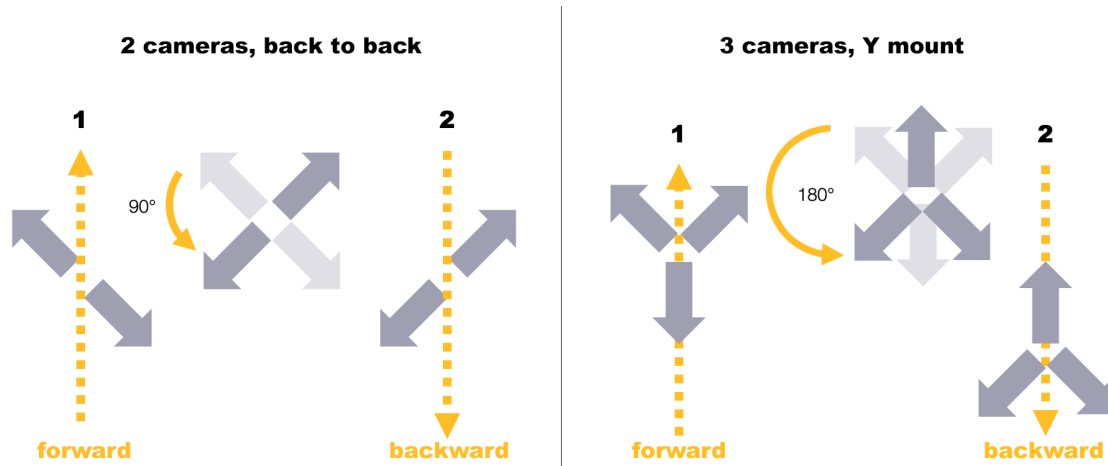 2 cameras, back to back
1
2
90°
forward
backward
3 cameras, Y mount
1
2
180°
forward
backward